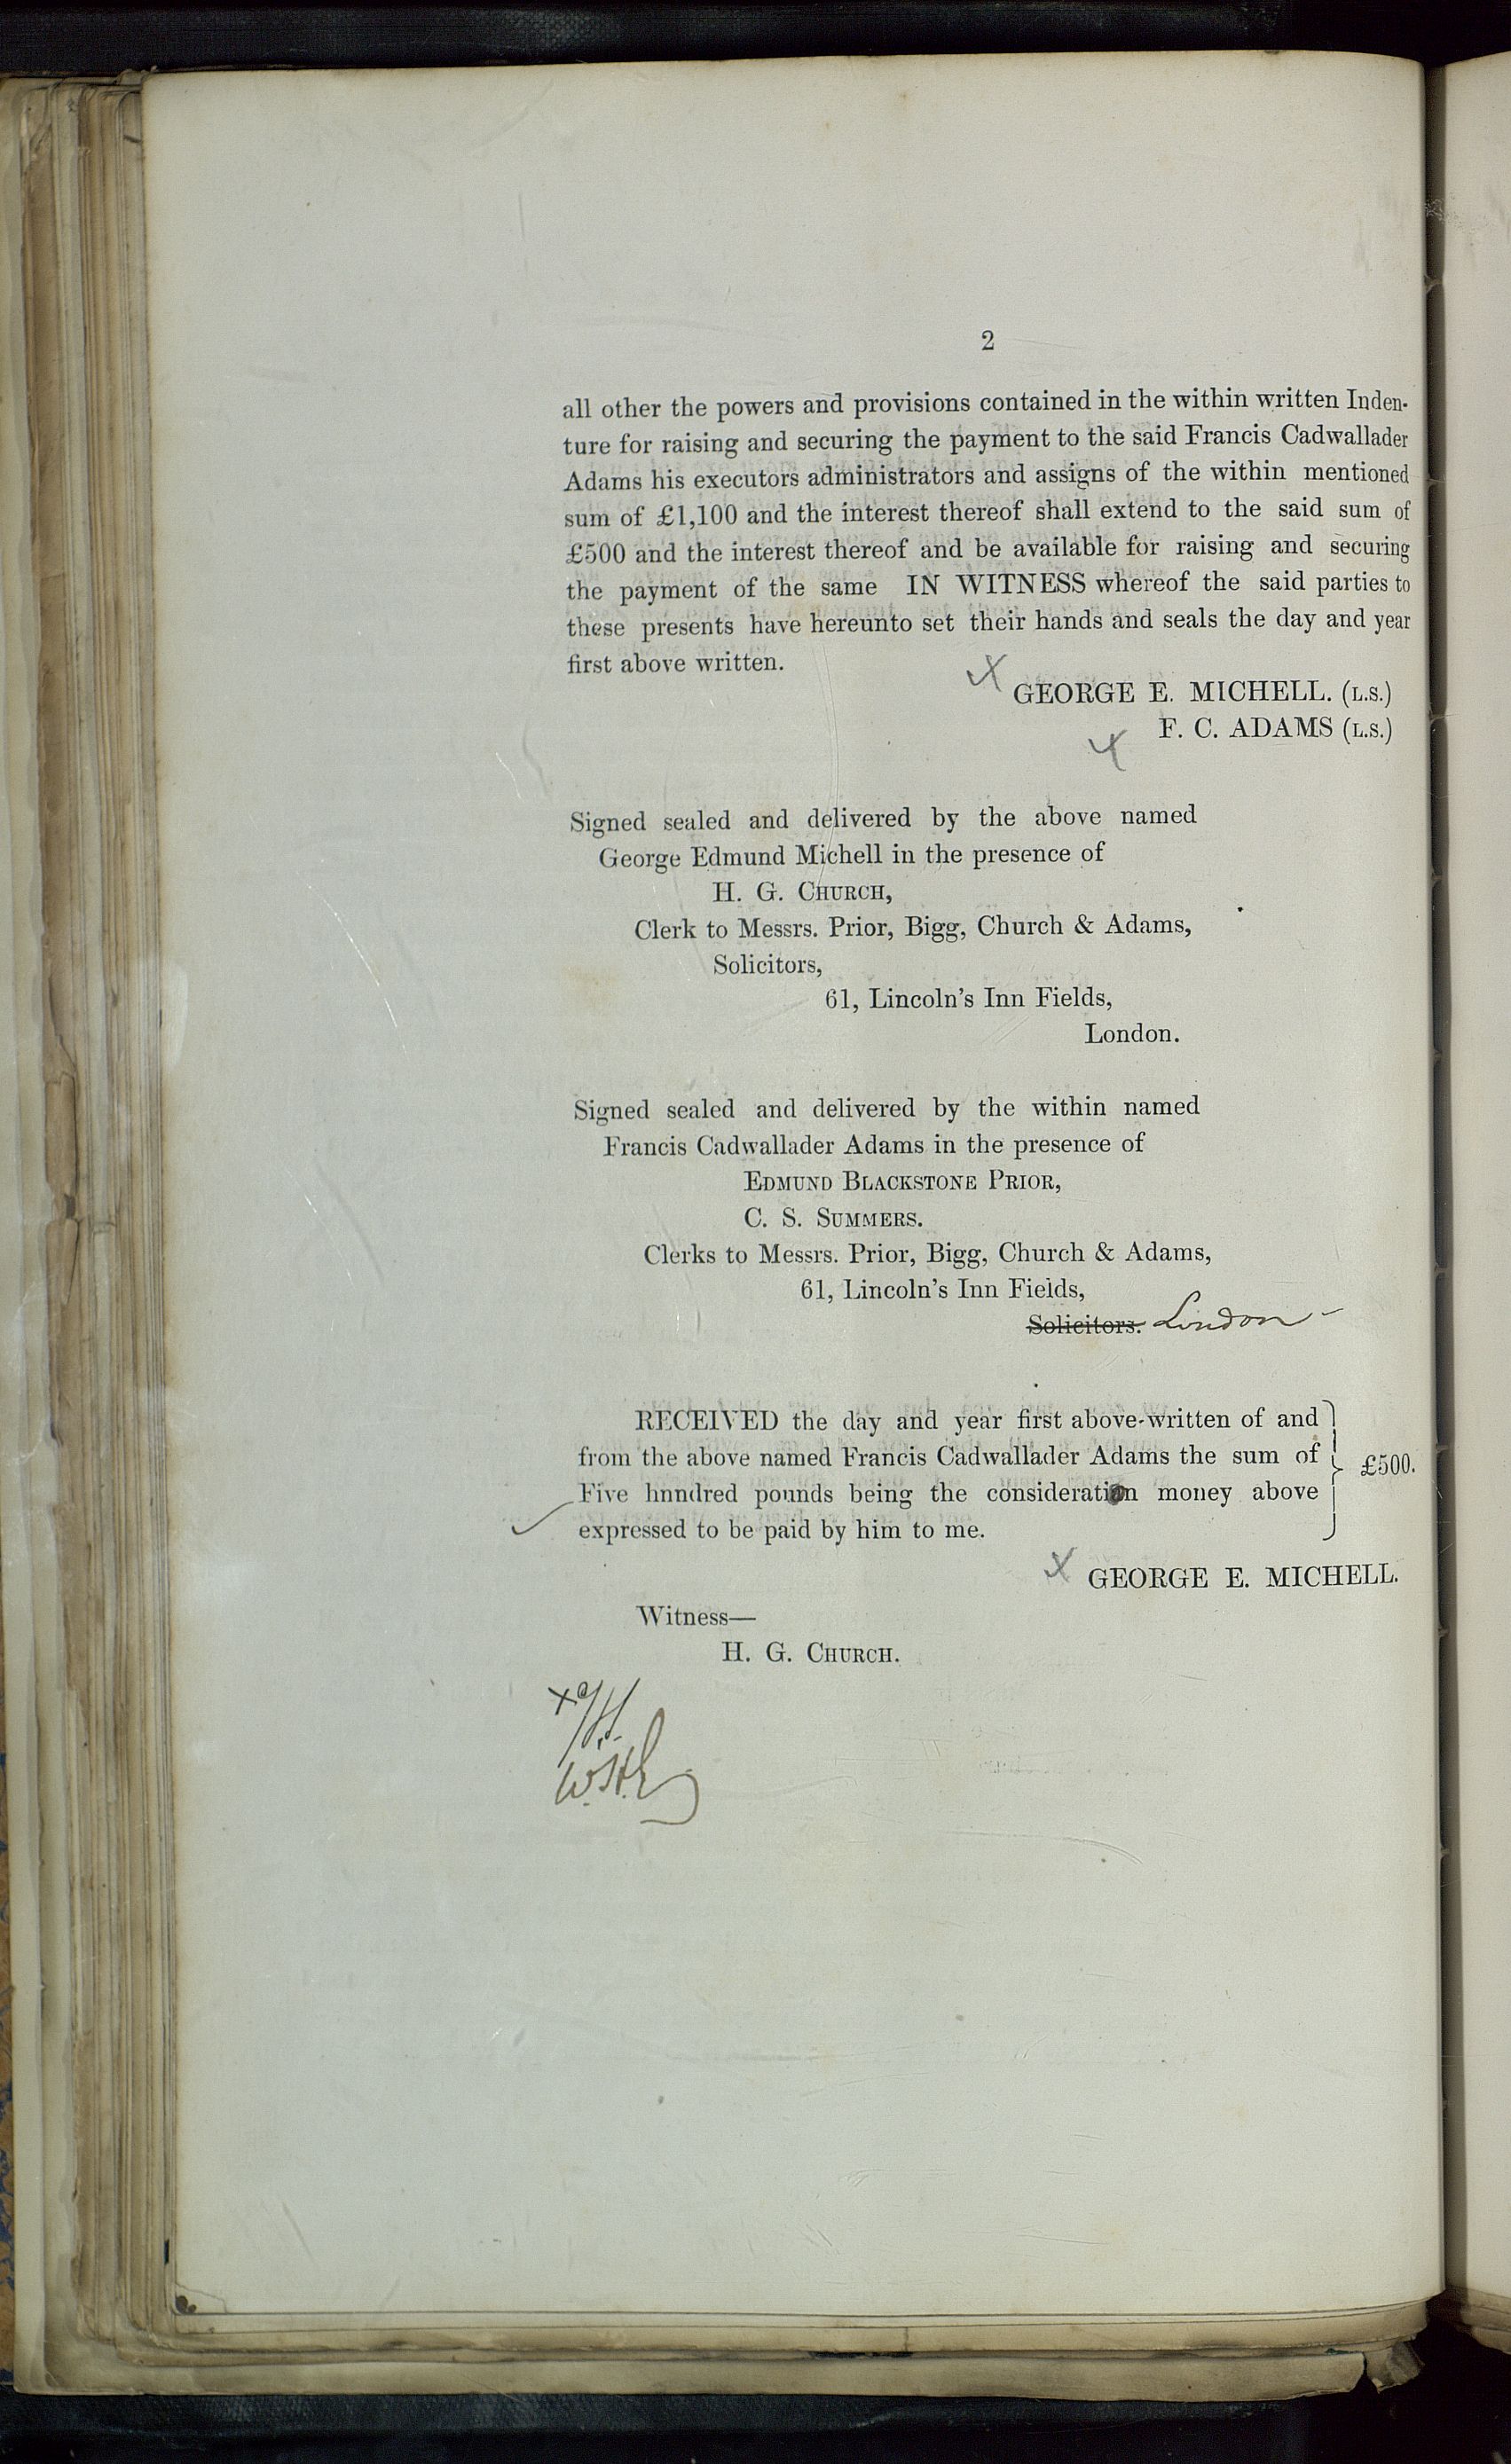 2
all other the powers and provisions contained in the within written Inden-
ture for raising and securing the payment to the said Francis Cadwallader
Adams his executors administrators and assigns of the within mentioned
sum of £1,100 and the interest thereof shall extend to the said sum of
£500 and the interest thereof and be available for raising and securing
the payment of the same IN WITNESS whereof the said parties to
these presents have hereunto set their hands and seals the day and year
first above written.
GEORGE E. MICHELL. (L.S.)
F. C. ADAMS (L.S.)
Signed sealed and delivered by the above named
George Edmund Michell in the presence of
H. G. CHURCH,
Clerk to Messrs. Prior, Bigg, Church & Adams,
Solicitors,
61, Lincoln's Inn Fields,
London.
Signed sealed and delivered by the within named
Francis Cadwallader Adams in the presence of
EDMUND BLACKSTONE PRIOR,
C. S. SUMMERS.
Clerks to Messrs. Prior, Bigg, Church & Adams,
61, Lincoln's Inn Fields,
Solicitors. London
RECEIVED the day and year first above-written of and
from the above named Francis Cadwallader Adams the sum of
£500.
Five hnndred pounds being the consideration money above
expressed to be paid by him to me.
X GEORGE E. MICHELL.
Witness—
H. G. CHURCH.